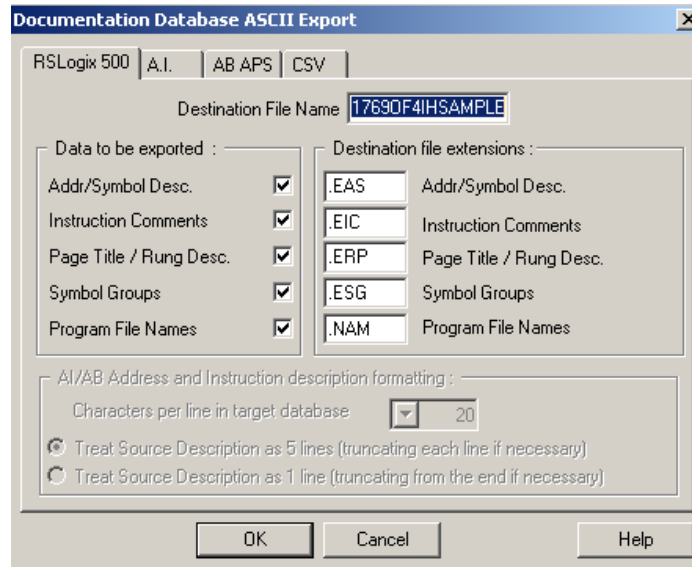 Documentation Database ASCII Export
RSLogix 500 A.I. AB APS CSV
Destination File Name 1769OF4IHSAMPLE
Data to be exported :
Addr/Symbol Desc.
Instruction Comments
Page Title / Rung Desc.
Symbol Groups
Program File Names
Destination file extensions :
.EAS Addr/Symbol Desc.
.EIC Instruction Comments
.ERP Page Title / Rung Desc.
.ESG Symbol Groups
.NAM Program File Names
AI/AB Address and Instruction description formatting :
Characters per line in target database 20
Treat Source Description as 5 lines (truncating each line if necessary)
Treat Source Description as 1 line (truncating from the end if necessary)
OK Cancel Help